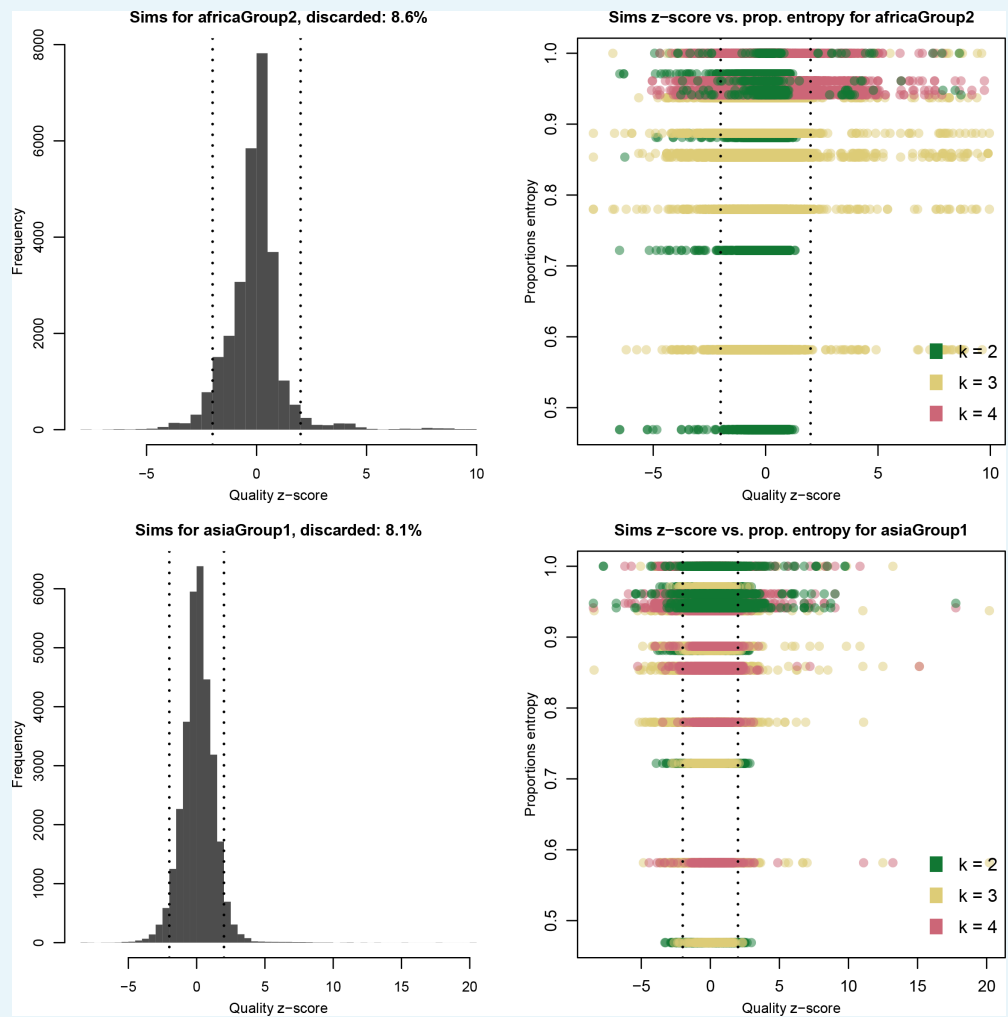 Sims for africaGroup2, discarded: 8.6%
Frequency
0
2000
4000
6000
8000
−5
0
5
10
Quality z−score
Sims z−score vs. prop. entropy for africaGroup2
Proportions entropy
0.5
0.6
0.7
0.8
0.9
1.0
−5
0
5
10
Quality z−score
k = 2
k = 3
k = 4
Sims for asiaGroup1, discarded: 8.1%
Frequency
0
1000
2000
3000
4000
5000
6000
−5
0
5
10
15
20
Quality z−score
Sims z−score vs. prop. entropy for asiaGroup1
Proportions entropy
0.5
0.6
0.7
0.8
0.9
1.0
−5
0
5
10
15
20
Quality z−score
k = 2
k = 3
k = 4